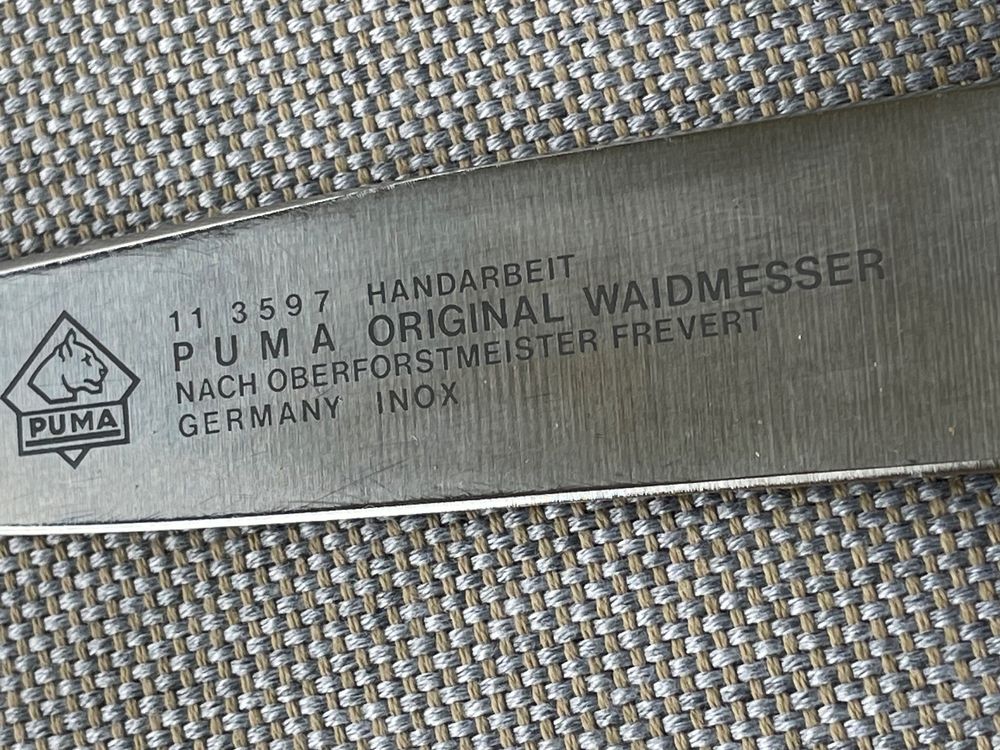 11 3597 HANDARBEIT
PUMA ORIGINAL WAIDMESSER
NACH OBERFORSTMEISTER FREVERT
GERMANY INOX
PUMA